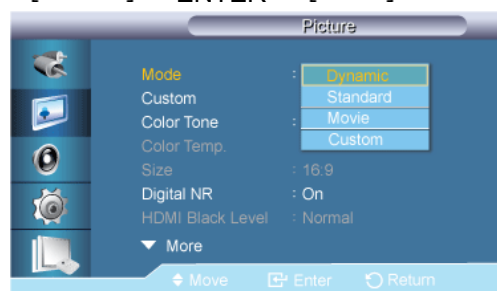 ENTER
Picture
Mode : Dynamic
Custom Standard
Color Tone : Movie
Color Temp. Custom
Size : 16:9
Digital NR : On
HDMI Black Level : Normal
More
Move Enter Return